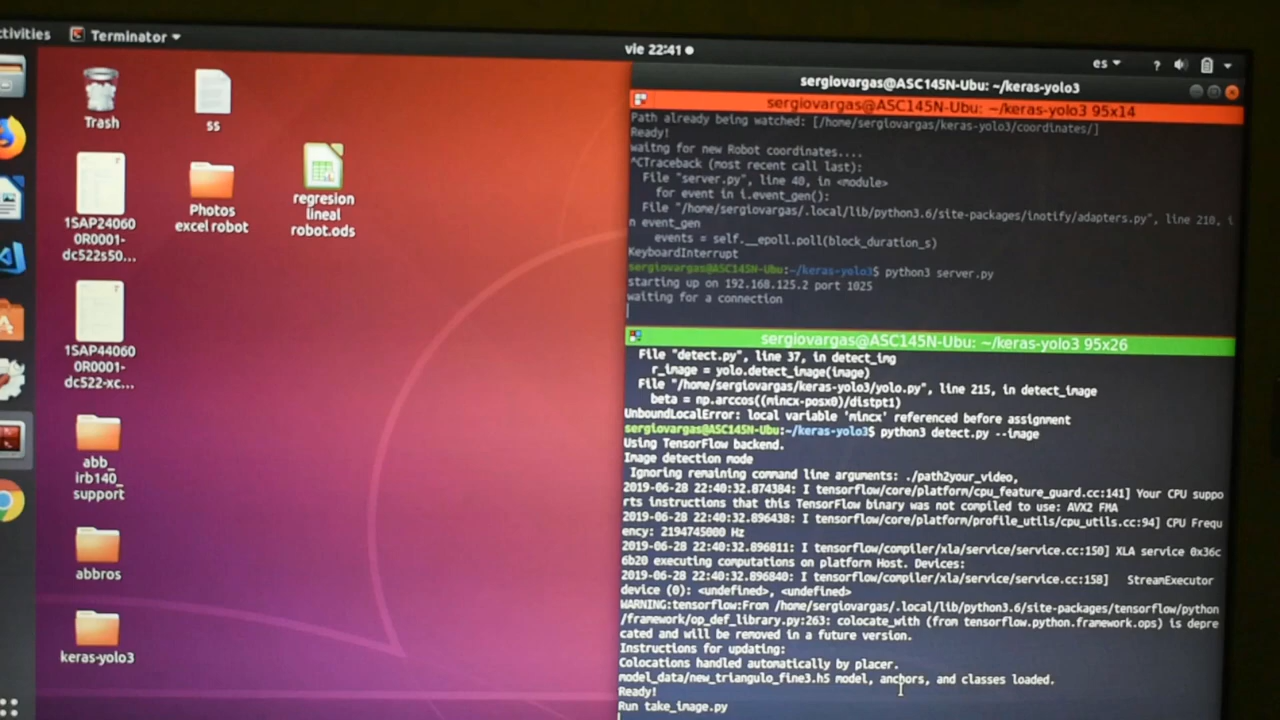 ctivities
Terminator
vie 22:41
es
?
Trash
ss
1SAP24060
0R0001-
dc522s50...
Photos
excel robot
regresion
lineal
robot.ods
1SAP44060
0R0001-
dc522-xc...
abb_
irb140_
support
abbros
keras-yolo3
sergiovargas@ASC145N-Ubu: ~/keras-yolo3
sergiovargas@ASC145N-Ubu: ~/keras-yolo3 95x14
Path already being watched: [/home/sergiovargas/keras-yolo3/coordinates/]
Ready!
waitng for new Robot coordinates....
^CTraceback (most recent call last):
File "server.py", line 40, in <module>
for event in i.event_gen():
File "/home/sergiovargas/.local/lib/python3.6/site-packages/inotify/adapters.py", line 210, i
n event_gen
events = self.__epoll.poll(block_duration_s)
KeyboardInterrupt
sergiovargas@ASC145N-Ubu:~/keras-yolo3$ python3 server.py
starting up on 192.168.125.2 port 1025
waiting for a connection
sergiovargas@ASC145N-Ubu: ~/keras-yolo3 95x26
File "detect.py", line 37, in detect_img
r_image = yolo.detect_image(image)
File "/home/sergiovargas/keras-yolo3/yolo.py", line 215, in detect_image
beta = np.arccos((mincx-posx0)/distpt1)
UnboundLocalError: local variable 'mincx' referenced before assignment
sergiovargas@ASC145N-Ubu:~/keras-yolo3$ python3 detect.py --image
Using TensorFlow backend.
Image detection mode
Ignoring remaining command line arguments: ./path2your_video,
2019-06-28 22:40:32.874384: I tensorflow/core/platform/cpu_feature_guard.cc:141] Your CPU suppo
rts instructions that this TensorFlow binary was not compiled to use: AVX2 FMA
2019-06-28 22:40:32.896438: I tensorflow/core/platform/profile_utils/cpu_utils.cc:94] CPU Frequ
ency: 2194745000 Hz
2019-06-28 22:40:32.896811: I tensorflow/compiler/xla/service/service.cc:150] XLA service 0x36c
6b20 executing computations on platform Host. Devices:
2019-06-28 22:40:32.896840: I tensorflow/compiler/xla/service/service.cc:158]   StreamExecutor
device (0): <undefined>, <undefined>
WARNING:tensorflow:From /home/sergiovargas/.local/lib/python3.6/site-packages/tensorflow/python
/framework/op_def_library.py:263: colocate_with (from tensorflow.python.framework.ops) is depre
cated and will be removed in a future version.
Instructions for updating:
Colocations handled automatically by placer.
model_data/new_triangulo_fine3.h5 model, anchors, and classes loaded.
Ready!
Run take_image.py